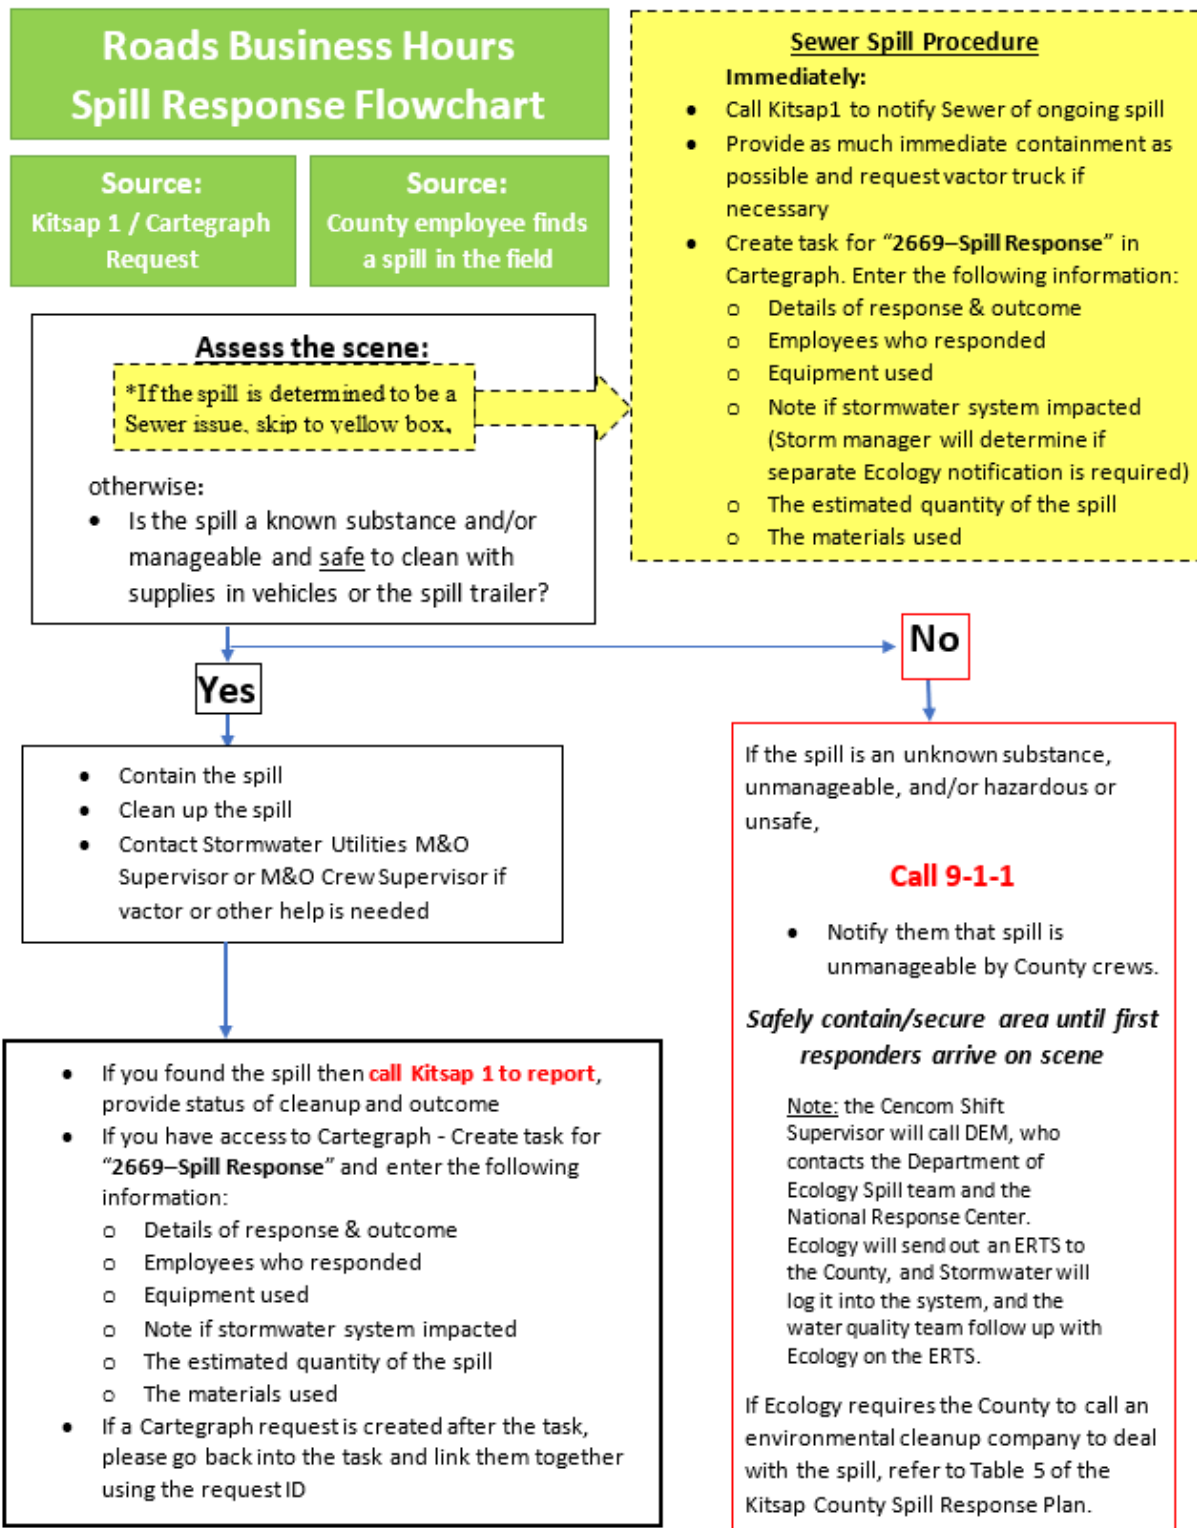 Roads Business Hours
Spill Response Flowchart
Source:
Kitsap 1 / Cartegraph
Request
Source:
County employee finds
a spill in the field
Sewer Spill Procedure
Immediately:
• Call Kitsap1 to notify Sewer of ongoing spill
• Provide as much immediate containment as
possible and request vactor truck if
necessary
• Create task for “2669–Spill Response” in
Cartegraph. Enter the following information:
o Details of response & outcome
o Employees who responded
o Equipment used
o Note if stormwater system impacted
(Storm manager will determine if
separate Ecology notification is required)
o The estimated quantity of the spill
o The materials used
Assess the scene:
*If the spill is determined to be a
Sewer issue, skip to yellow box,
otherwise:
• Is the spill a known substance and/or
manageable and safe to clean with
supplies in vehicles or the spill trailer?
Yes
No
• Contain the spill
• Clean up the spill
• Contact Stormwater Utilities M&O
Supervisor or M&O Crew Supervisor if
vactor or other help is needed
• If you found the spill then call Kitsap 1 to report,
provide status of cleanup and outcome
• If you have access to Cartegraph - Create task for
“2669–Spill Response” and enter the following
information:
o Details of response & outcome
o Employees who responded
o Equipment used
o Note if stormwater system impacted
o The estimated quantity of the spill
o The materials used
• If a Cartegraph request is created after the task,
please go back into the task and link them together
using the request ID
If the spill is an unknown substance,
unmanageable, and/or hazardous or
unsafe,
Call 9-1-1
• Notify them that spill is
unmanageable by County crews.
Safely contain/secure area until first
responders arrive on scene
Note: the Cencom Shift
Supervisor will call DEM, who
contacts the Department of
Ecology Spill team and the
National Response Center.
Ecology will send out an ERTS to
the County, and Stormwater will
log it into the system, and the
water quality team follow up with
Ecology on the ERTS.
If Ecology requires the County to call an
environmental cleanup company to deal
with the spill, refer to Table 5 of the
Kitsap County Spill Response Plan.